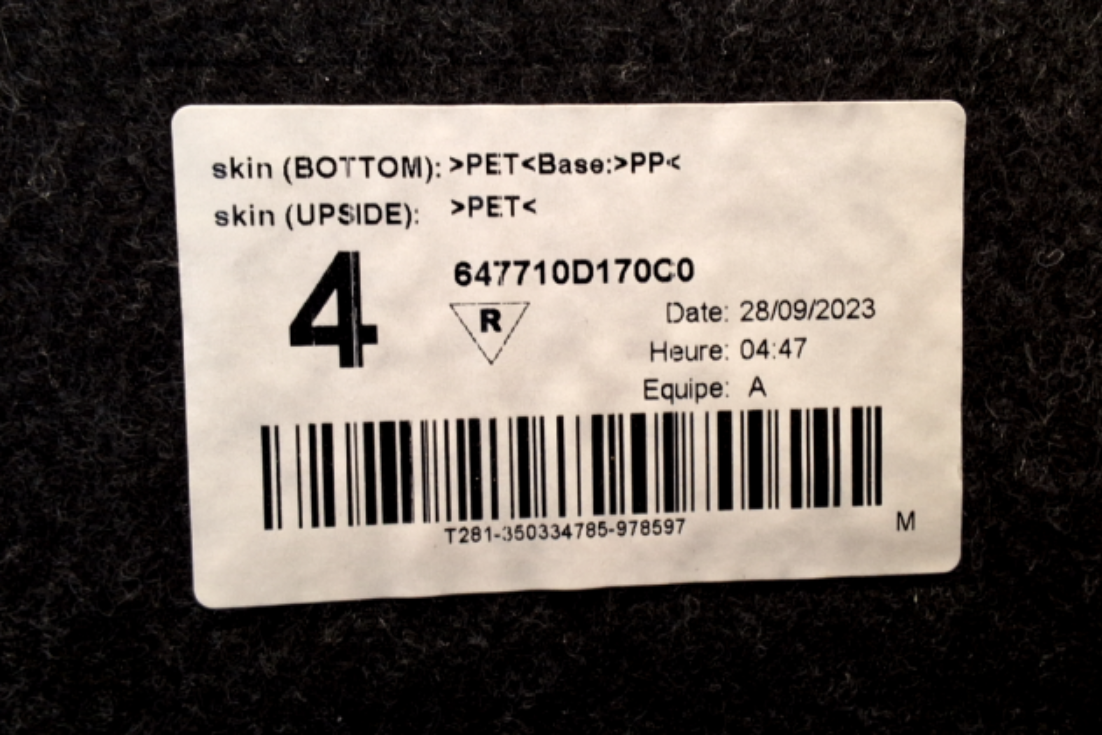 skin (BOTTOM): >PET<Base:>PP<
skin (UPSIDE): >PET<
4
647710D170C0
R
Date: 28/09/2023
Heure: 04:47
Equipe: A
T281-350334785-978597
M